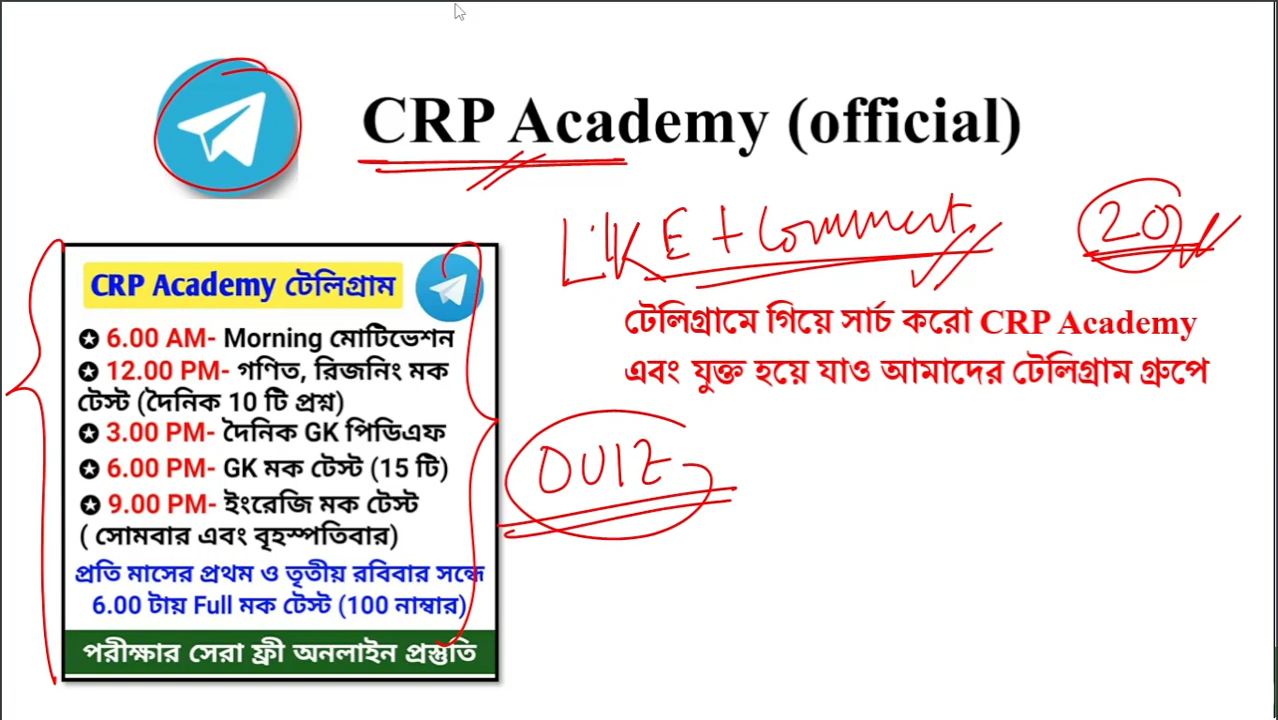 CRP Academy (official)
LIKE + Comment 20
টেলিগ্রামে গিয়ে সার্চ করো CRP Academy
এবং যুক্ত হয়ে যাও আমাদের টেলিগ্রাম গ্রুপে
CRP Academy টেলিগ্রাম
6.00 AM- Morning মোটিভেশন
12.00 PM- গণিত, রিজনিং মক
টেস্ট (দৈনিক 10 টি প্রশ্ন)
3.00 PM- দৈনিক GK পিডিএফ
6.00 PM- GK মক টেস্ট (15 টি)
9.00 PM- ইংরেজি মক টেস্ট
( সোমবার এবং বৃহস্পতিবার)
প্রতি মাসের প্রথম ও তৃতীয় রবিবার সন্ধে
6.00 টায় Full মক টেস্ট (100 নাম্বার)
পরীক্ষার সেরা ফ্রী অনলাইন প্রস্তুতি
QUIZ